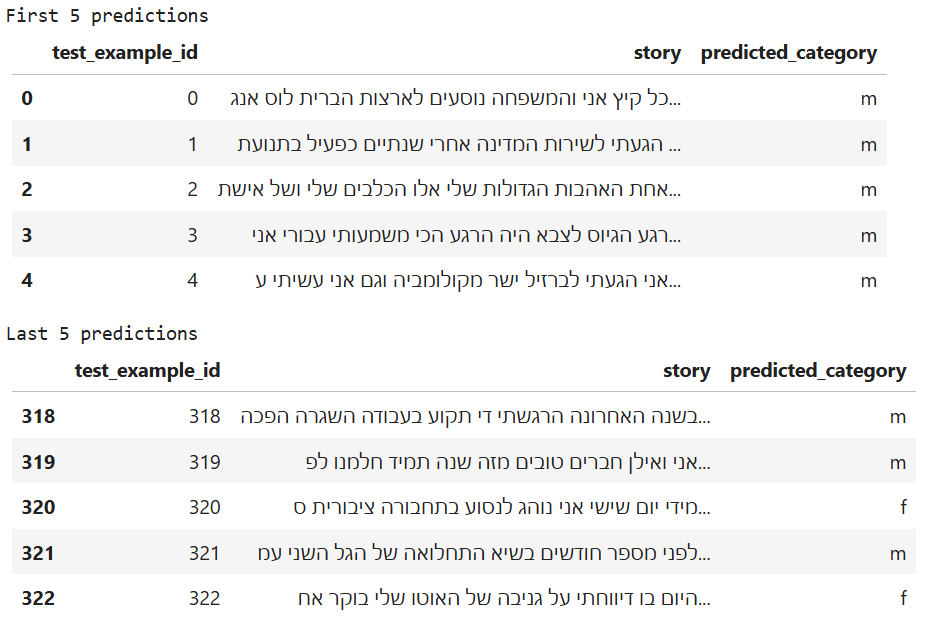 First 5 predictions
test_example_id story predicted_category
0 0 כל קיץ אני והמשפחה נוסעים לארצות הברית לוס אנג... m
1 1 הגעתי לשירות המדינה אחרי שנתיים כפעיל בתנועת ... m
2 2 אחת האהבות הגדולות שלי אלו הכלבים שלי ושל אישת... m
3 3 רגע הגיוס לצבא היה הרגע הכי משמעותי עבורי אני... m
4 4 אני הגעתי לברזיל ישר מקולומביה וגם אני עשיתי ע... m
Last 5 predictions
test_example_id story predicted_category
318 318 בשנה האחרונה הרגשתי די תקוע בעבודה השגרה הפכה... m
319 319 אני ואילן חברים טובים מזה שנה תמיד חלמנו לפ... m
320 320 מידי יום שישי אני נוהג לנסוע בתחבורה ציבורית ס... f
321 321 לפני מספר חודשים בשיא התחלואה של הגל השני עמ... m
322 322 היום בו דיווחתי על גניבה של האוטו שלי בוקר אח... f